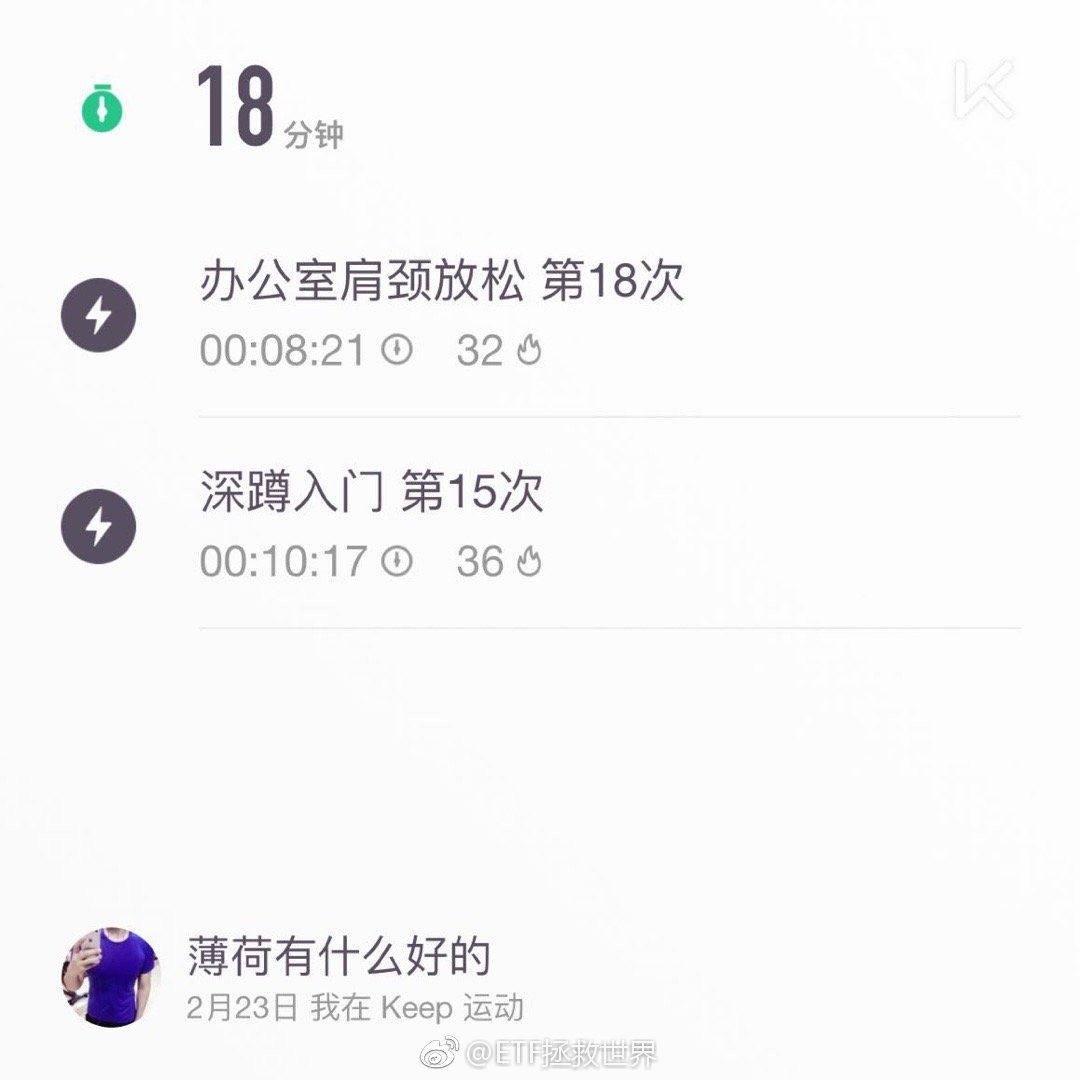 18 分钟
办公室肩颈放松 第18次
00:08:21 32
深蹲入门 第15次
00:10:17 36
薄荷有什么好的
2月23日 我在 Keep 运动
@ETF拯救世界